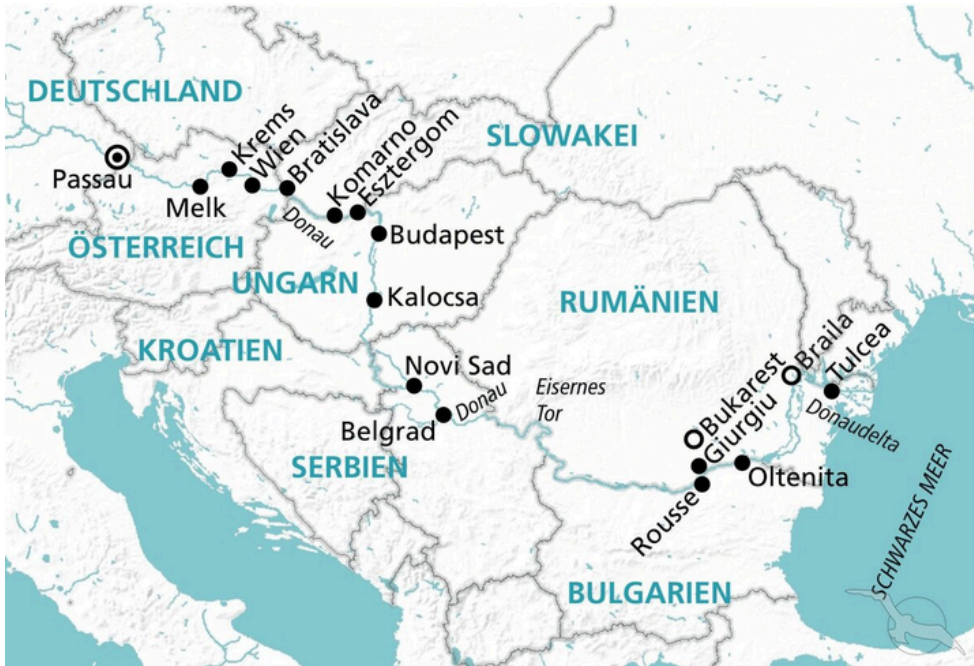 DEUTSCHLAND
Krems
Wien
Bratislava
Komarno
Esztergom
SLOWAKEI
Passau
Melk
Donau
ÖSTERREICH
Budapest
UNGARN
Kalocsa
RUMÄNIEN
KROATIEN
Novi Sad
Donau
Eisernes
Tor
Braila
Tulcea
Bukarest
Giurgiu
Donaudelta
Belgrad
SERBIEN
Oltenita
Rousse
SCHWARZES MEER
BULGARIEN